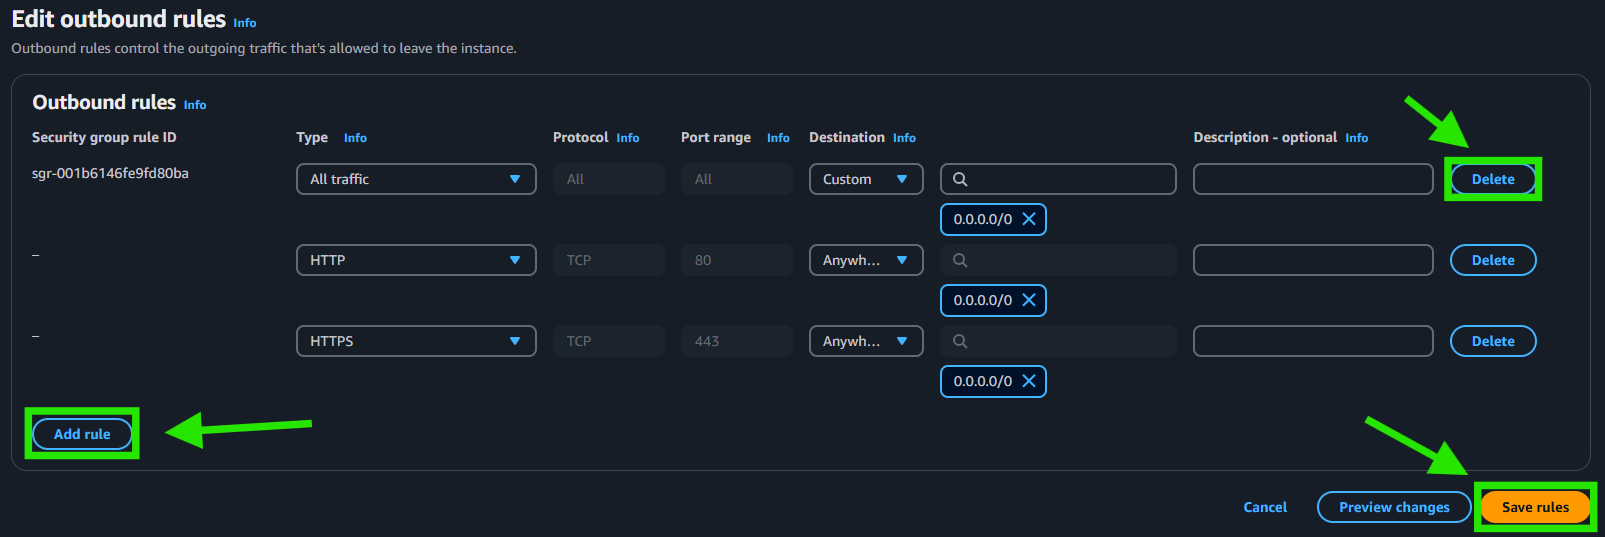 Edit outbound rules Info
Outbound rules control the outgoing traffic that's allowed to leave the instance.
Outbound rules Info
Security group rule ID Type Info Protocol Info Port range Info Destination Info Description - optional Info
sgr-001b6146fe9fd80ba All traffic All All Custom Delete
0.0.0.0/0
– HTTP TCP 80 Anywh... Delete
0.0.0.0/0
– HTTPS TCP 443 Anywh... Delete
0.0.0.0/0
Add rule
Cancel Preview changes Save rules